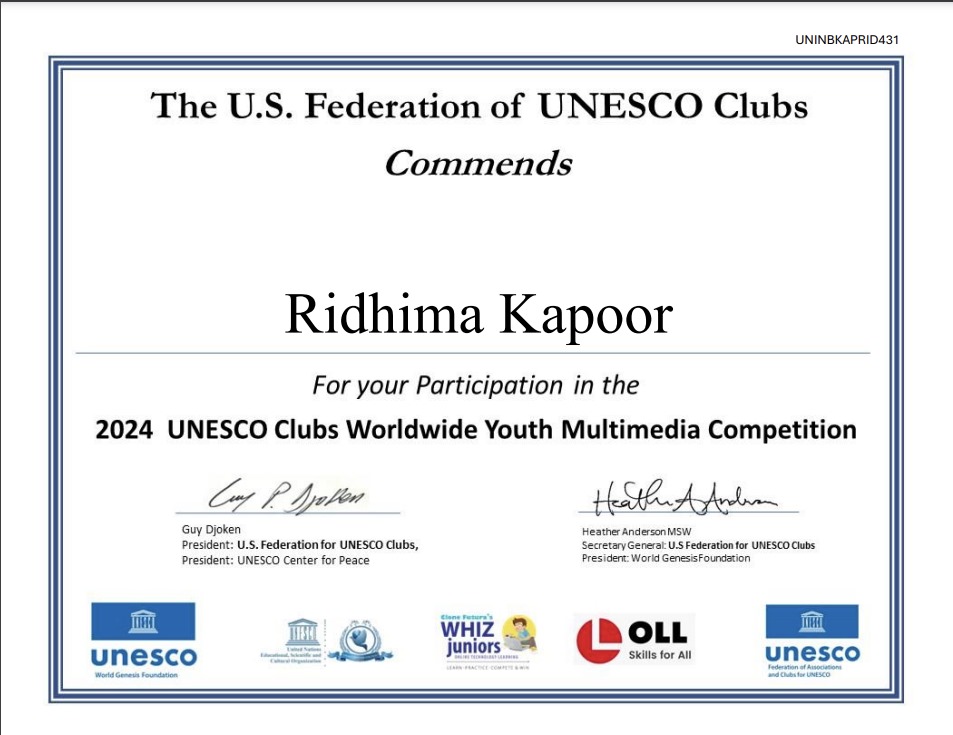 UNINBKAPRID431
The U.S. Federation of UNESCO Clubs
Commends
Ridhima Kapoor
For your Participation in the
2024 UNESCO Clubs Worldwide Youth Multimedia Competition
Guy P. Djoken
Heather A Anderson
Guy Djoken
President: U.S. Federation for UNESCO Clubs,
President: UNESCO Center for Peace
Heather Anderson MSW
Secretary General: U.S Federation for UNESCO Clubs
President: World Genesis Foundation
unesco
World Genesis Foundation
United Nations
Educational, Scientific and
Cultural Organization
WHIZ
juniors
ONLINE TECHNOLOGY LEARNING
LEARN·PRACTICE·COMPETE & WIN
OLL
Skills for All
unesco
Federation of Associations
and Clubs for UNESCO